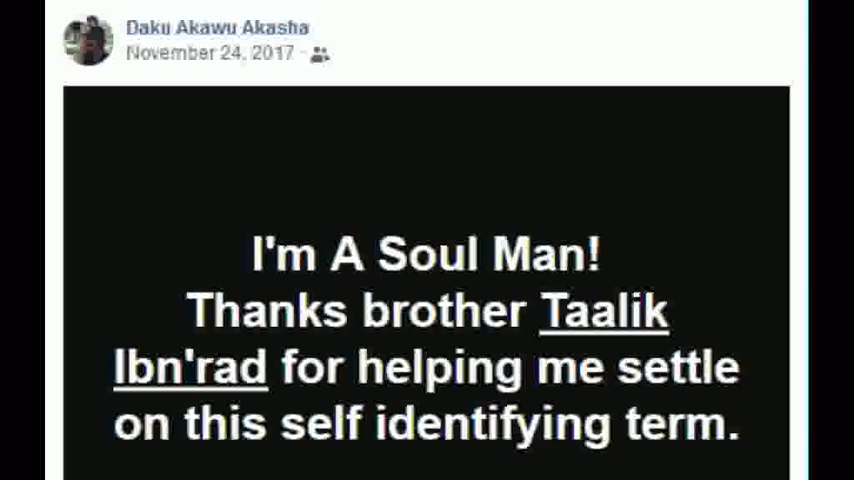 Daku Akawu Akasha
November 24, 2017 ·
I'm A Soul Man!
Thanks brother Taalik
Ibn'rad for helping me settle
on this self identifying term.